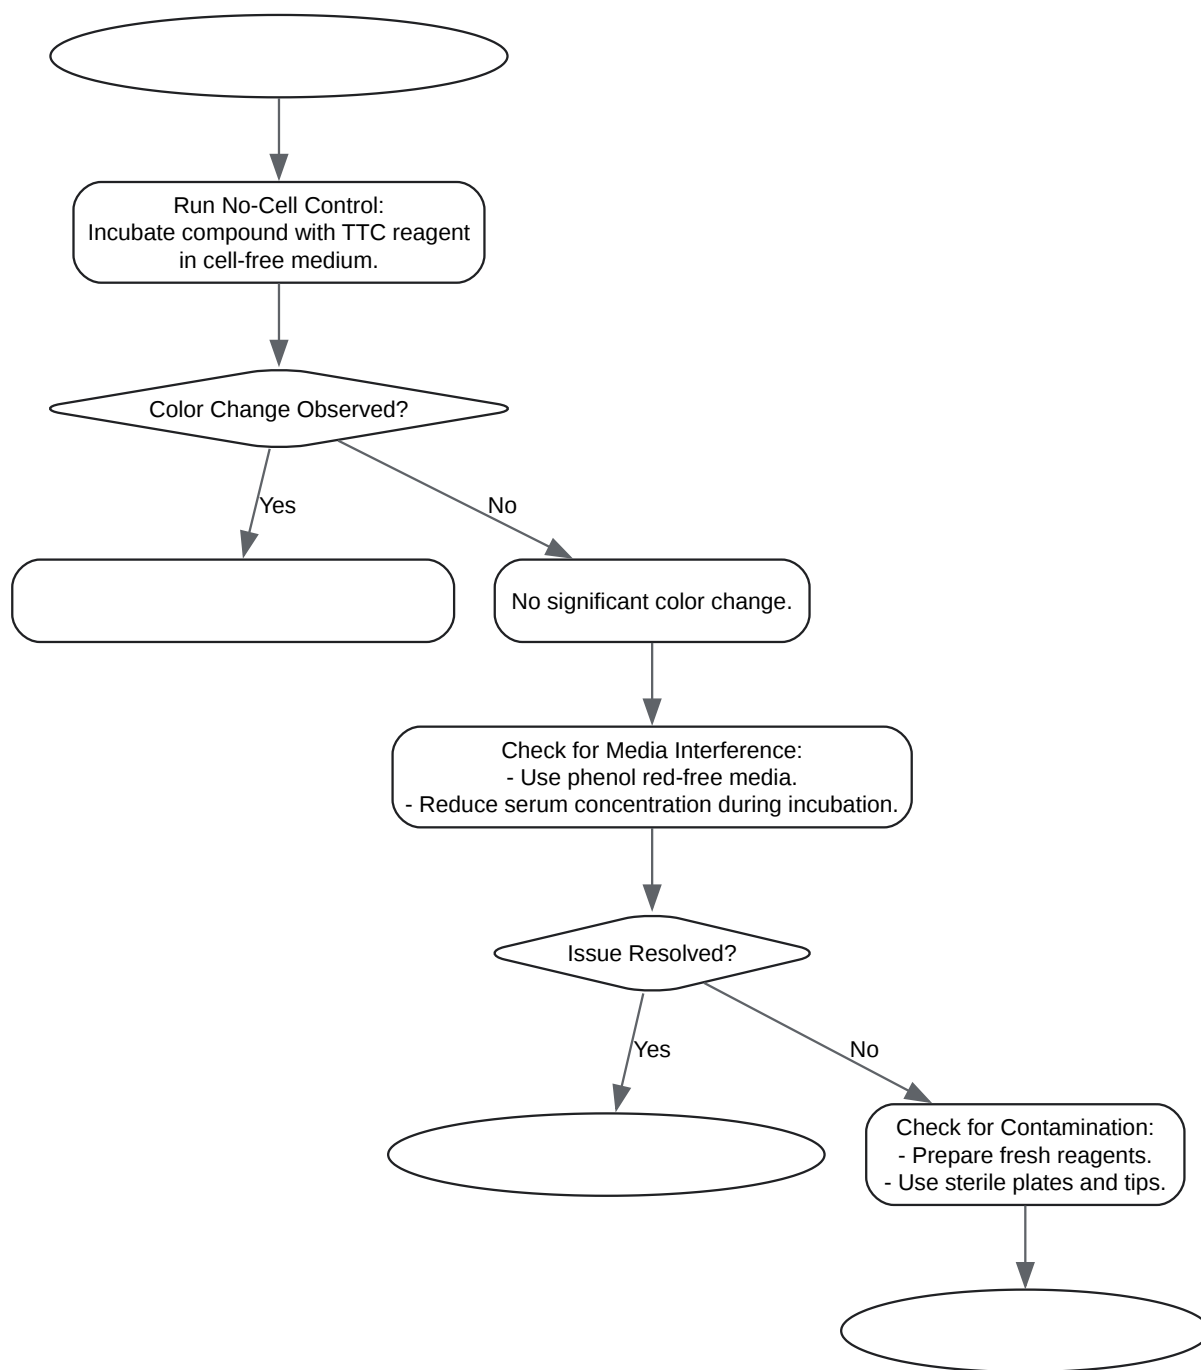 Run No-Cell Control:
Incubate compound with TTC reagent
in cell-free medium.
Color Change Observed?
Yes
No
No significant color change.
Check for Media Interference:
- Use phenol red-free media.
- Reduce serum concentration during incubation.
Issue Resolved?
Yes
No
Check for Contamination:
- Prepare fresh reagents.
- Use sterile plates and tips.